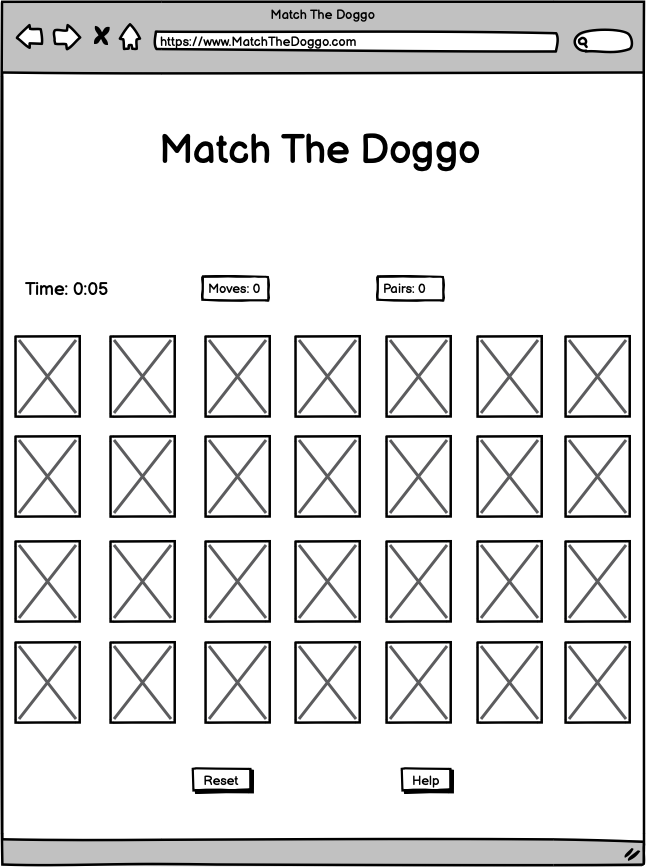 Match The Doggo
https://www.MatchTheDoggo.com
Match The Doggo
Time: 0:05
Moves: 0
Pairs: 0
Reset
Help